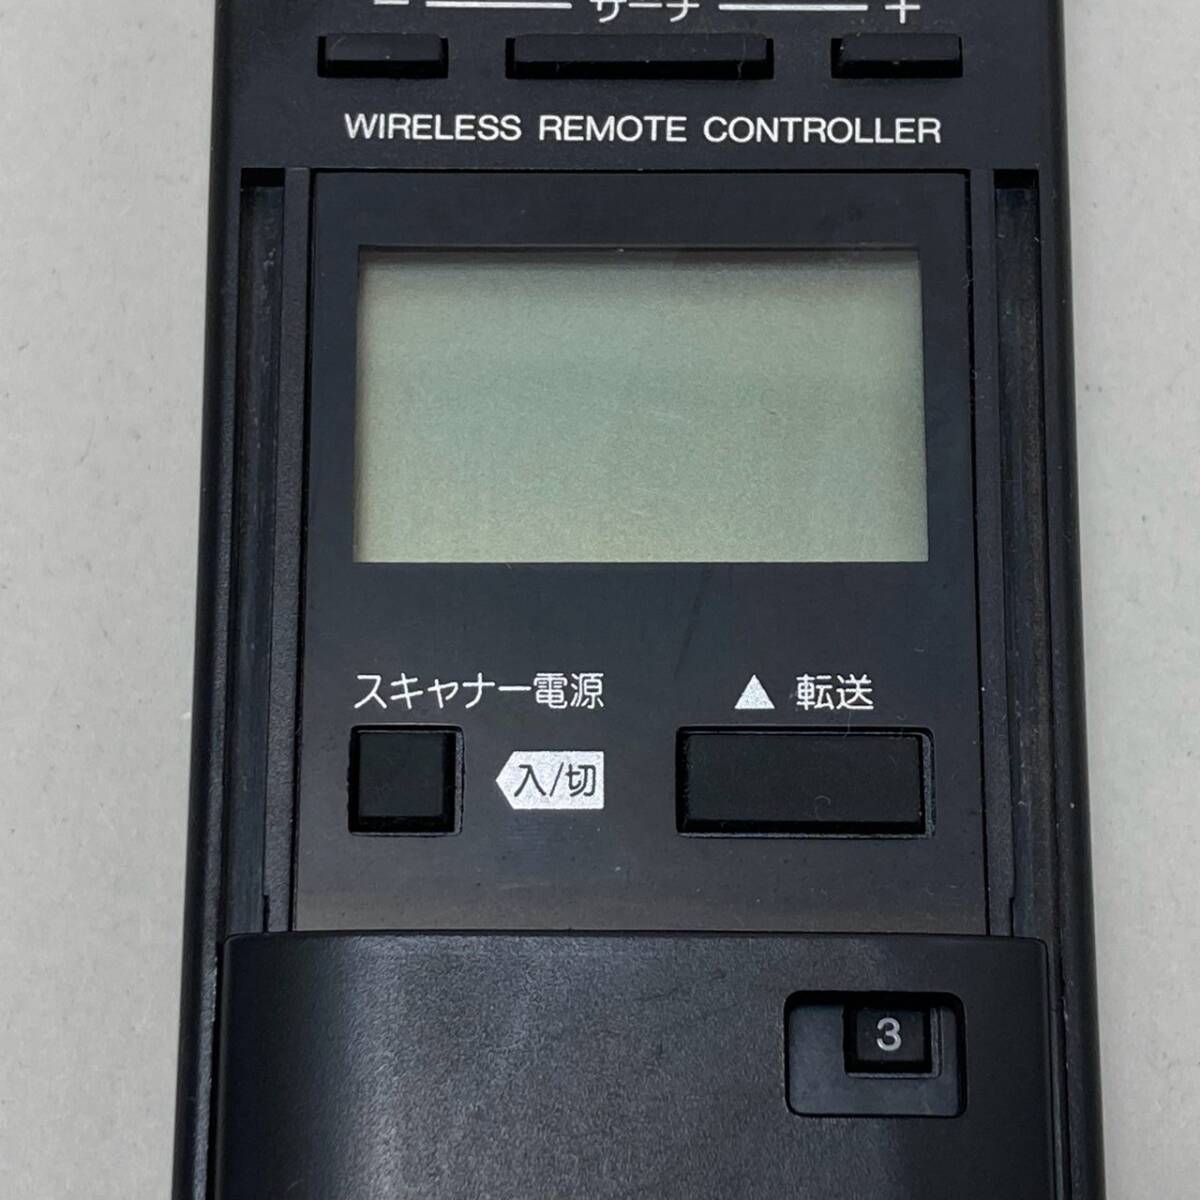 − サーチ +
WIRELESS REMOTE CONTROLLER
スキャナー電源
▲ 転送
入/切
3